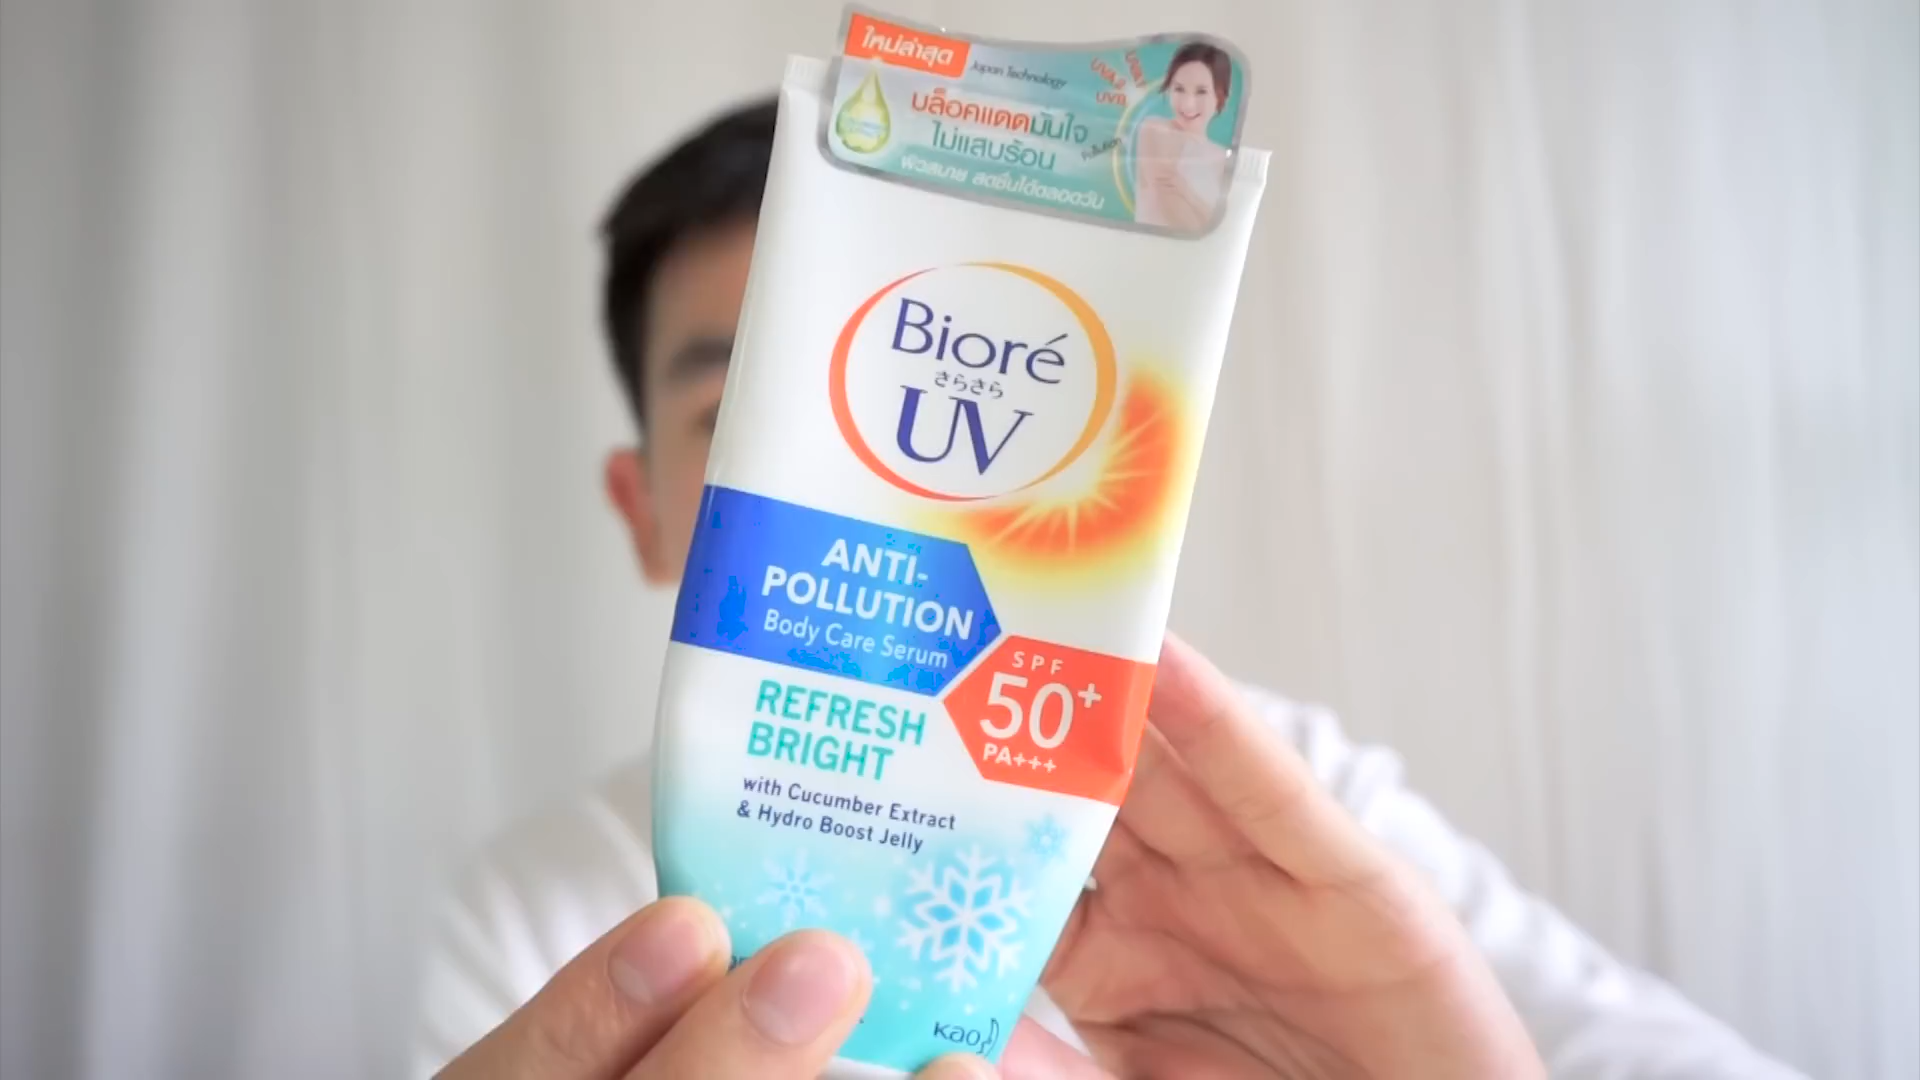 ใหม่ล่าสุด
Japan Technology
UVA1
UVA2
UVB
บล็อคแดดมั่นใจ
ไม่แสบร้อน
Pollution
ผิวสบาย สดชื่นได้ตลอดวัน
Bioré
さらさら
UV
ANTI-
POLLUTION
Body Care Serum
SPF
50+
PA+++
REFRESH
BRIGHT
with Cucumber Extract
& Hydro Boost Jelly
Kao